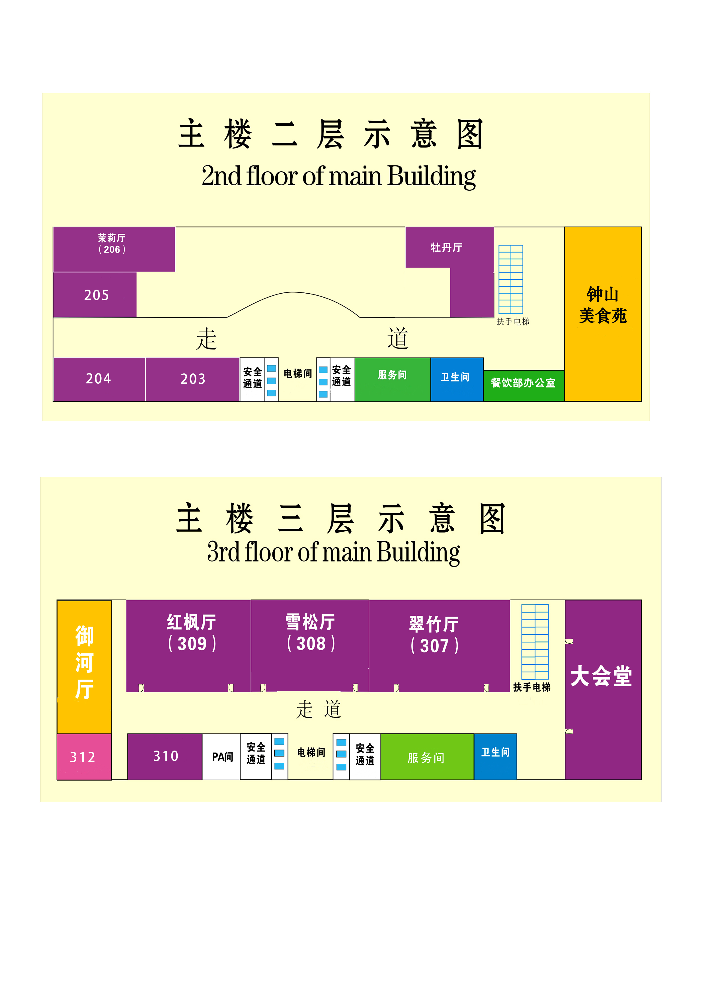 主楼二层示意图
2nd floor of main Building
茉莉厅
（206）
牡丹厅
205
钟山
美食苑
扶手电梯
走道
204
203
安全
通道
电梯间
安全
通道
服务间
卫生间
餐饮部办公室
主楼三层示意图
3rd floor of main Building
御河厅
红枫厅
（309）
雪松厅
（308）
翠竹厅
（307）
大会堂
扶手电梯
走道
312
310
PA间
安全
通道
电梯间
安全
通道
服务间
卫生间